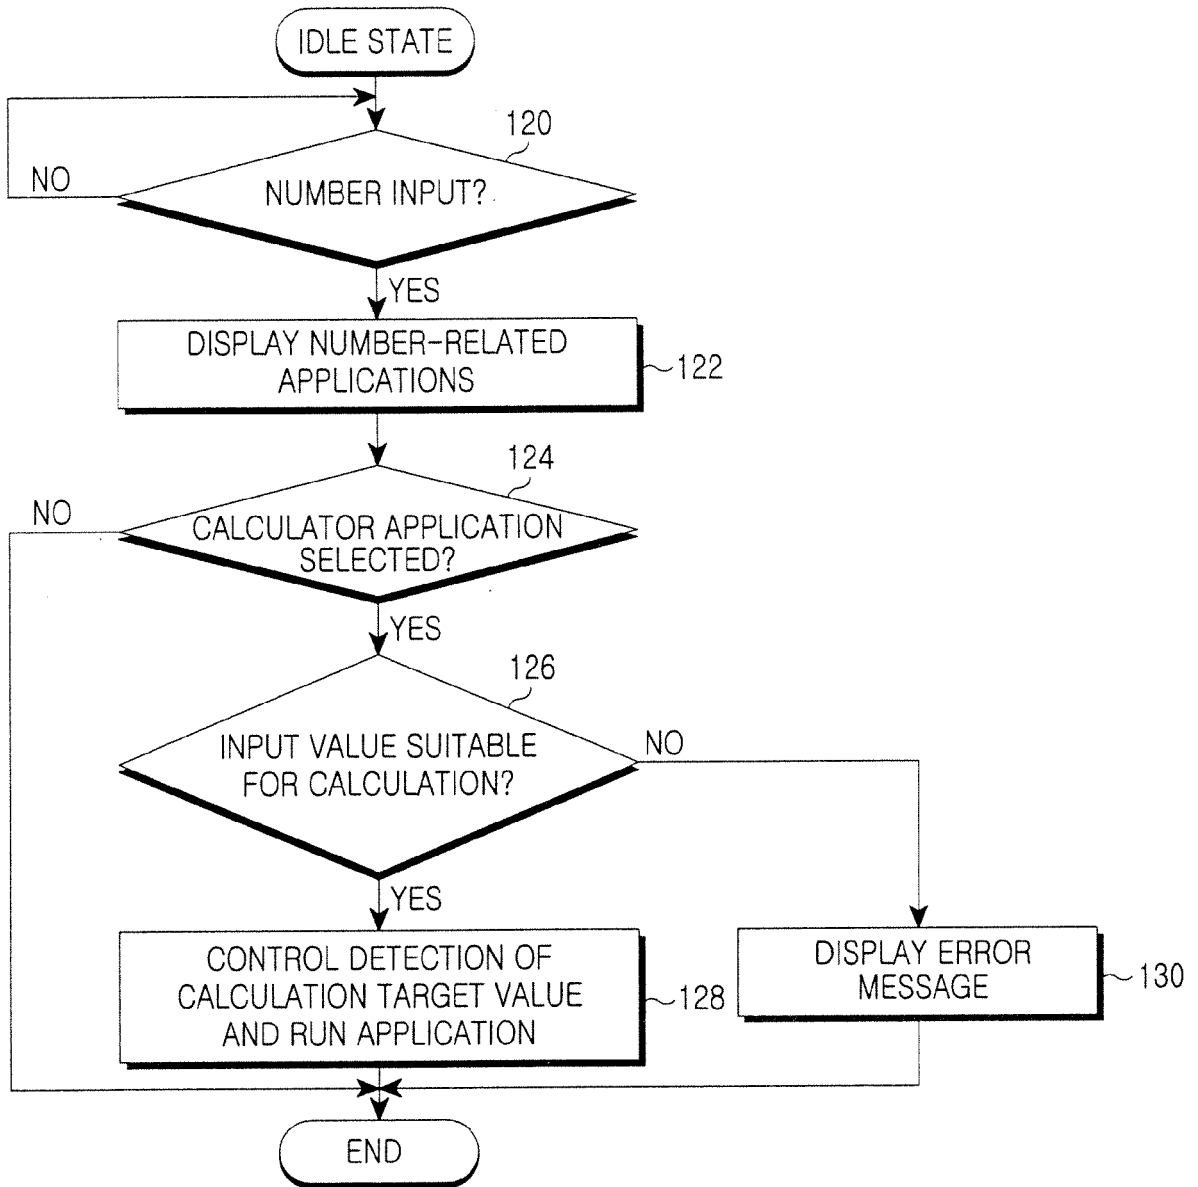 IDLE STATE
120
NO
NUMBER INPUT?
YES
DISPLAY NUMBER-RELATED
APPLICATIONS
122
124
NO
CALCULATOR APPLICATION
SELECTED?
YES
126
INPUT VALUE SUITABLE
FOR CALCULATION?
NO
YES
CONTROL DETECTION OF
CALCULATION TARGET VALUE
AND RUN APPLICATION
128
DISPLAY ERROR
MESSAGE
130
END